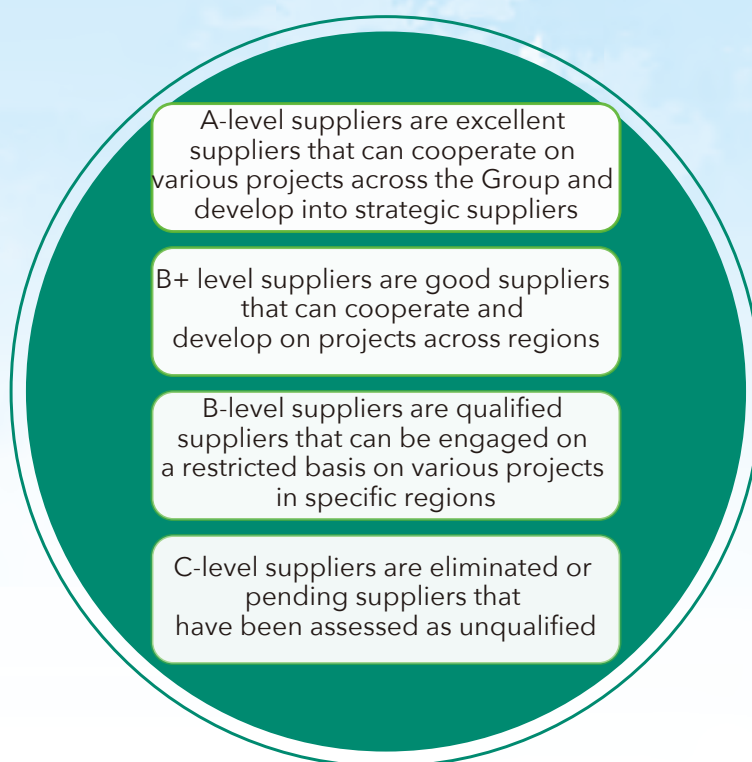 A-level suppliers are excellent
suppliers that can cooperate on
various projects across the Group and
develop into strategic suppliers
B+ level suppliers are good suppliers
that can cooperate and
develop on projects across regions
B-level suppliers are qualified
suppliers that can be engaged on
a restricted basis on various projects
in specific regions
C-level suppliers are eliminated or
pending suppliers that
have been assessed as unqualified